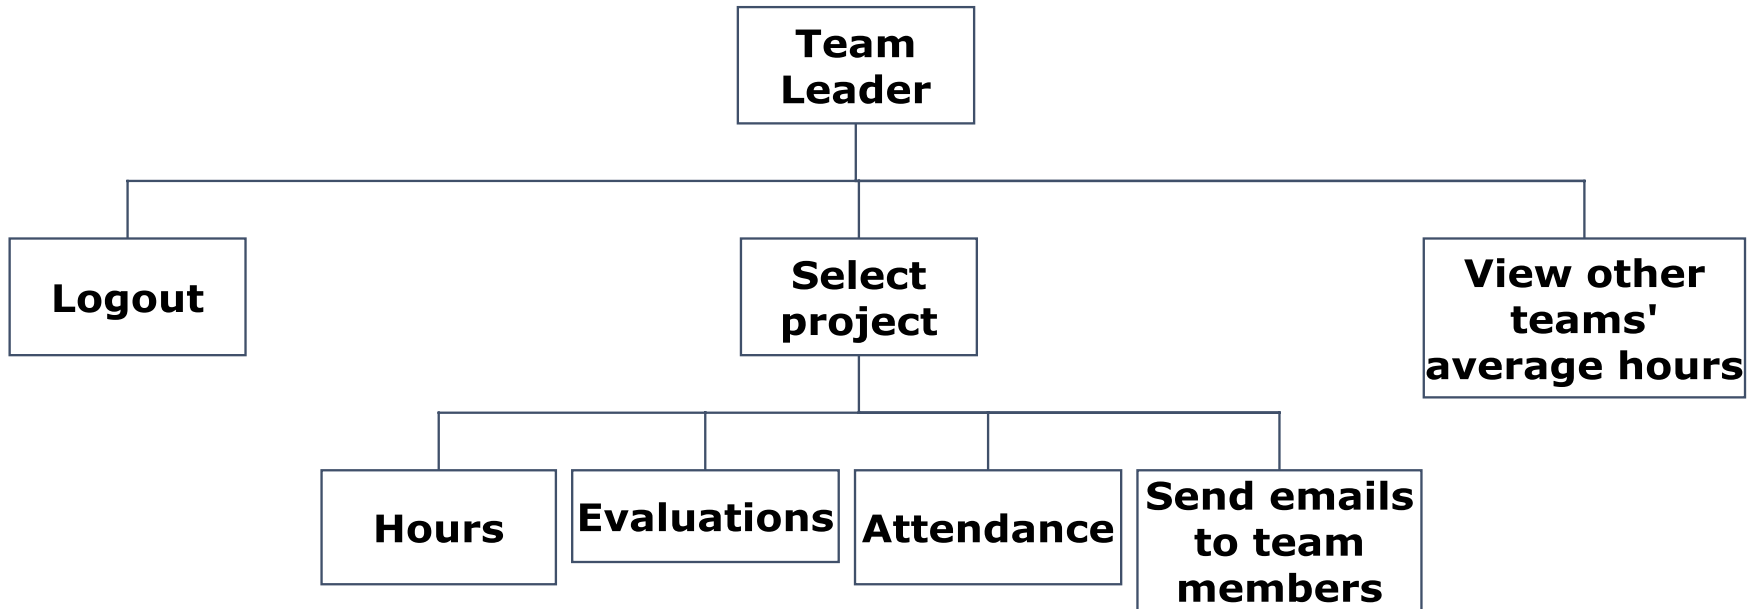 Team
Leader
Logout
Select
project
View other
teams'
average hours
Hours
Evaluations
Attendance
Send emails
to team
members